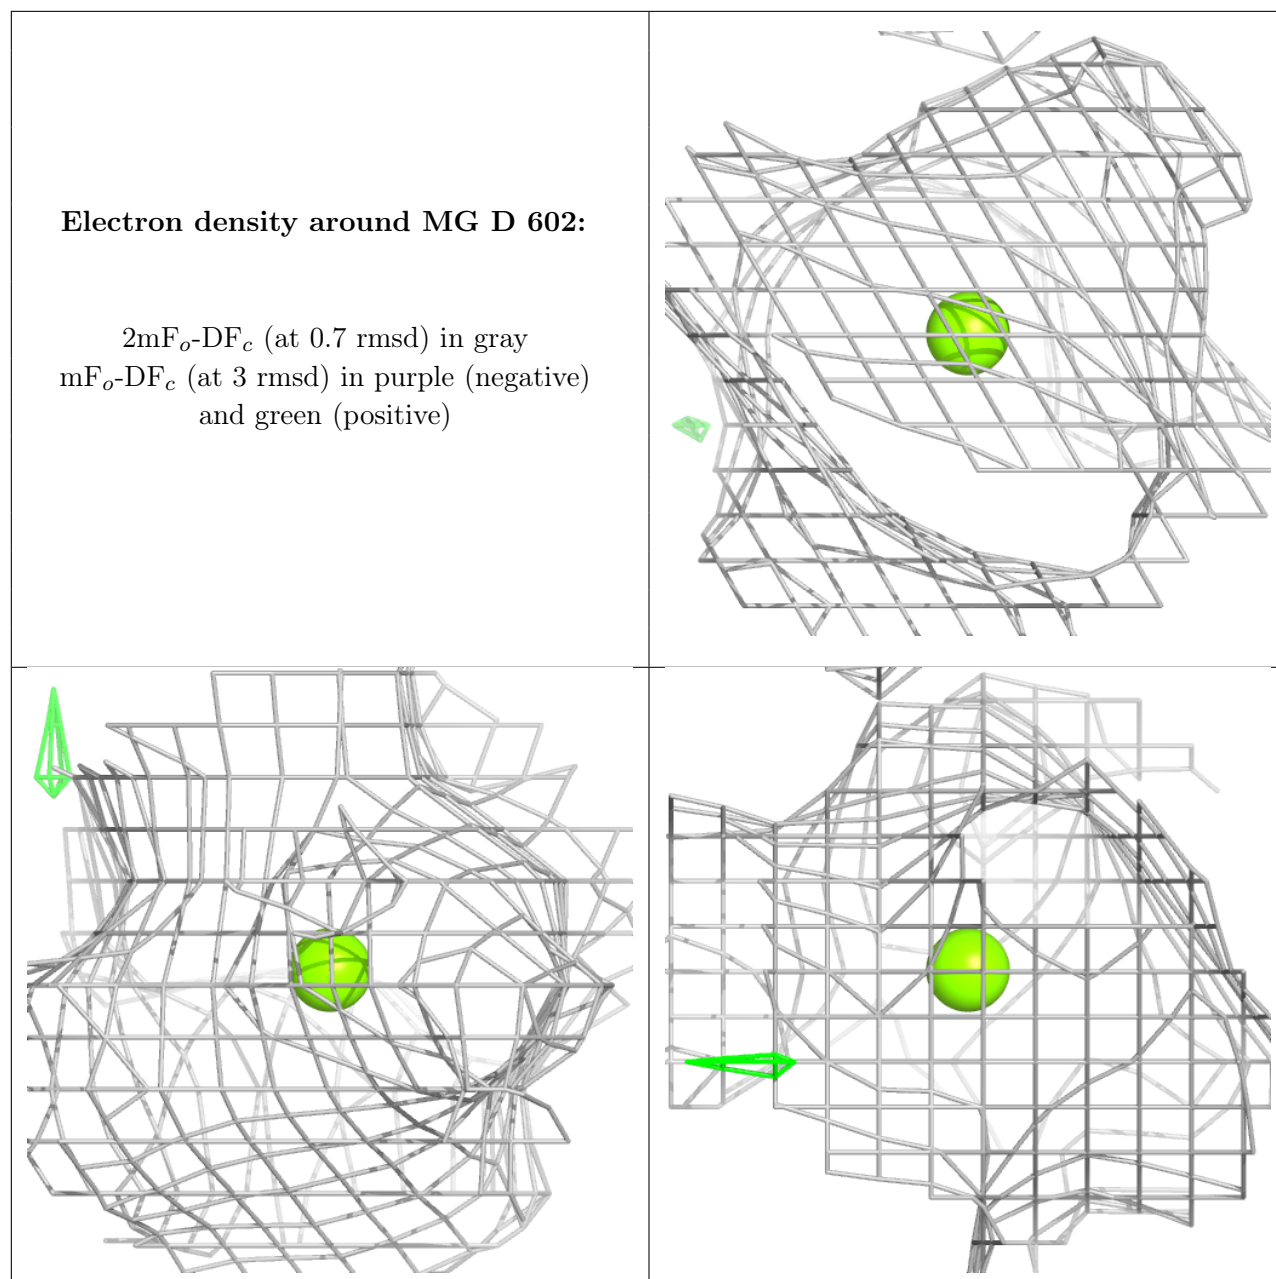 Electron density around MG D 602:
2mFo-DFc (at 0.7 rmsd) in gray
mFo-DFc (at 3 rmsd) in purple (negative)
and green (positive)